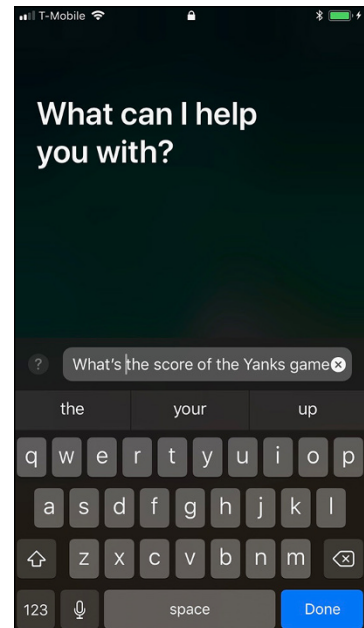 T-Mobile
What can I help
you with?
? What's the score of the Yanks game
the your up
q w e r t y u i o p
a s d f g h j k l
z x c v b n m
123 space Done